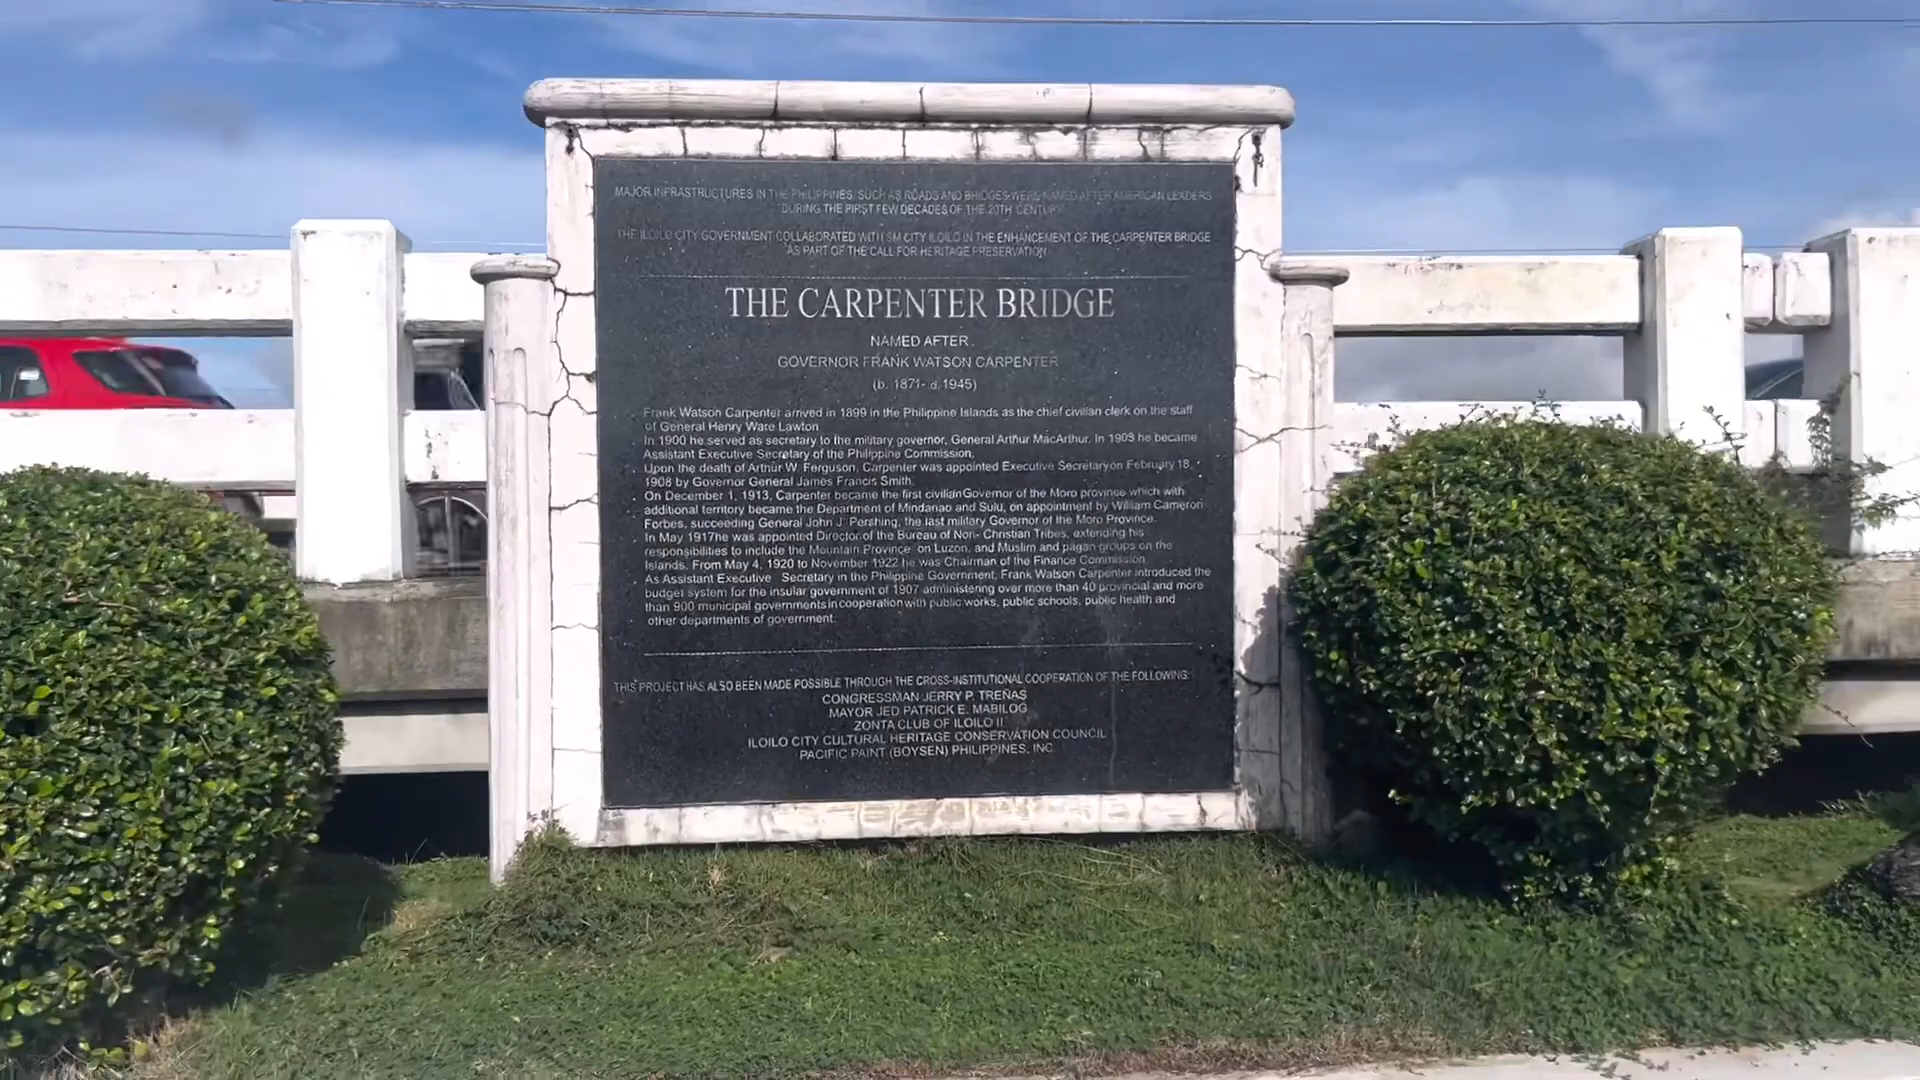 MAJOR INFRASTRUCTURES IN THE PHILIPPINES, SUCH AS ROADS AND BRIDGES WERE NAMED AFTER AMERICAN LEADERS
DURING THE FIRST FEW DECADES OF THE 20TH CENTURY
THE ILOILO CITY GOVERNMENT COLLABORATED WITH SM CITY ILOILO IN THE ENHANCEMENT OF THE CARPENTER BRIDGE
AS PART OF THE CALL FOR HERITAGE PRESERVATION
THE CARPENTER BRIDGE
NAMED AFTER
GOVERNOR FRANK WATSON CARPENTER
(b. 1871- d.1945)
Frank Watson Carpenter arrived in 1899 in the Philippine Islands as the chief civilian clerk on the staff
of General Henry Ware Lawton
In 1900 he served as secretary to the military governor, General Arthur MacArthur. In 1903 he became
Assistant Executive Secretary of the Philippine Commission.
Upon the death of Arthur W. Ferguson, Carpenter was appointed Executive Secretaryon February 18,
1908 by Governor General James Francis Smith.
On December 1, 1913, Carpenter became the first civilian Governor of the Moro province which with
additional territory became the Department of Mindanao and Sulu, on appointment by William Cameron
Forbes, succeeding General John J. Pershing, the last military Governor of the Moro Province.
In May 1917he was appointed Director of the Bureau of Non- Christian Tribes, extending his
responsibilities to include the Mountain Province on Luzon, and Muslim and pagan groups on the
Islands. From May 4, 1920 to November 1922 he was Chairman of the Finance Commission
As Assistant Executive Secretary in the Philippine Government, Frank Watson Carpenter introduced the
budget system for the insular government of 1907 administering over more than 40 provincial and more
than 900 municipal governments in cooperation with public works, public schools, public health and
other departments of government.
THIS PROJECT HAS ALSO BEEN MADE POSSIBLE THROUGH THE CROSS-INSTITUTIONAL COOPERATION OF THE FOLLOWING:
CONGRESSMAN JERRY P. TREÑAS
MAYOR JED PATRICK E. MABILOG
ZONTA CLUB OF ILOILO II
ILOILO CITY CULTURAL HERITAGE CONSERVATION COUNCIL
PACIFIC PAINT (BOYSEN) PHILIPPINES, INC.